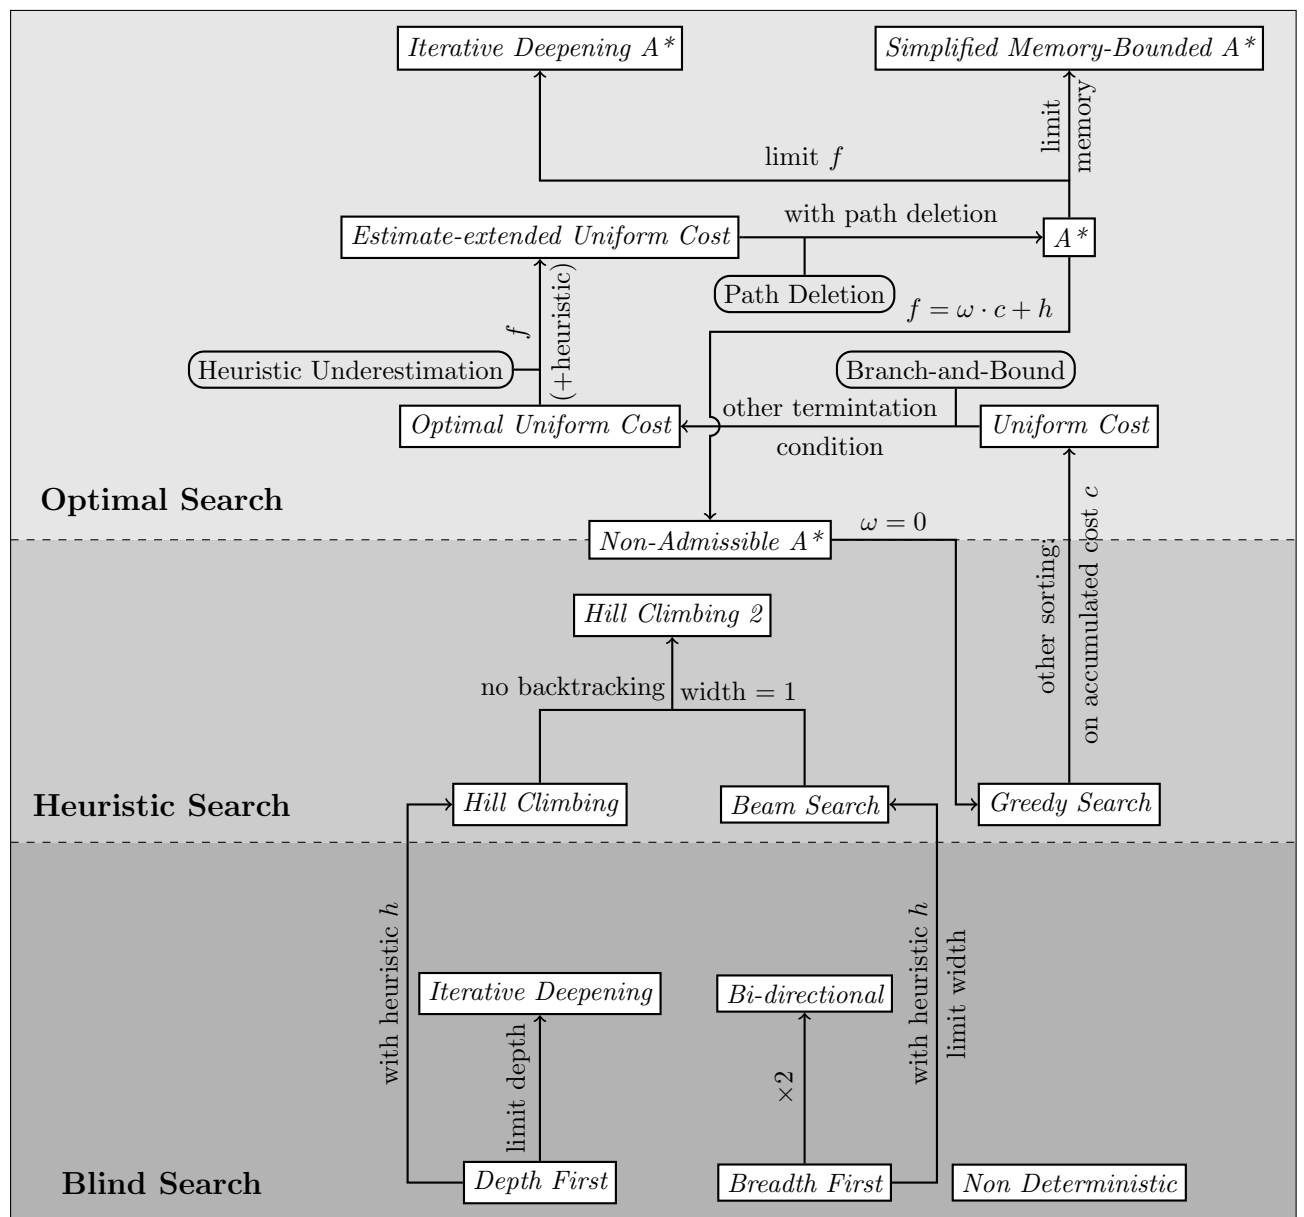 Iterative Deepening A*
Simplified Memory-Bounded A*
limit
memory
limit f
with path deletion
Estimate-extended Uniform Cost
A*
Path Deletion
f = ω · c + h
f
(+heuristic)
Heuristic Underestimation
Branch-and-Bound
other termintation
Optimal Uniform Cost
Uniform Cost
condition
Optimal Search
ω = 0
Non-Admissible A*
other sorting:
on accumulated cost c
Hill Climbing 2
no backtracking
width = 1
Heuristic Search
Hill Climbing
Beam Search
Greedy Search
with heuristic h
with heuristic h
limit width
Iterative Deepening
Bi-directional
limit depth
×2
Blind Search
Depth First
Breadth First
Non Deterministic